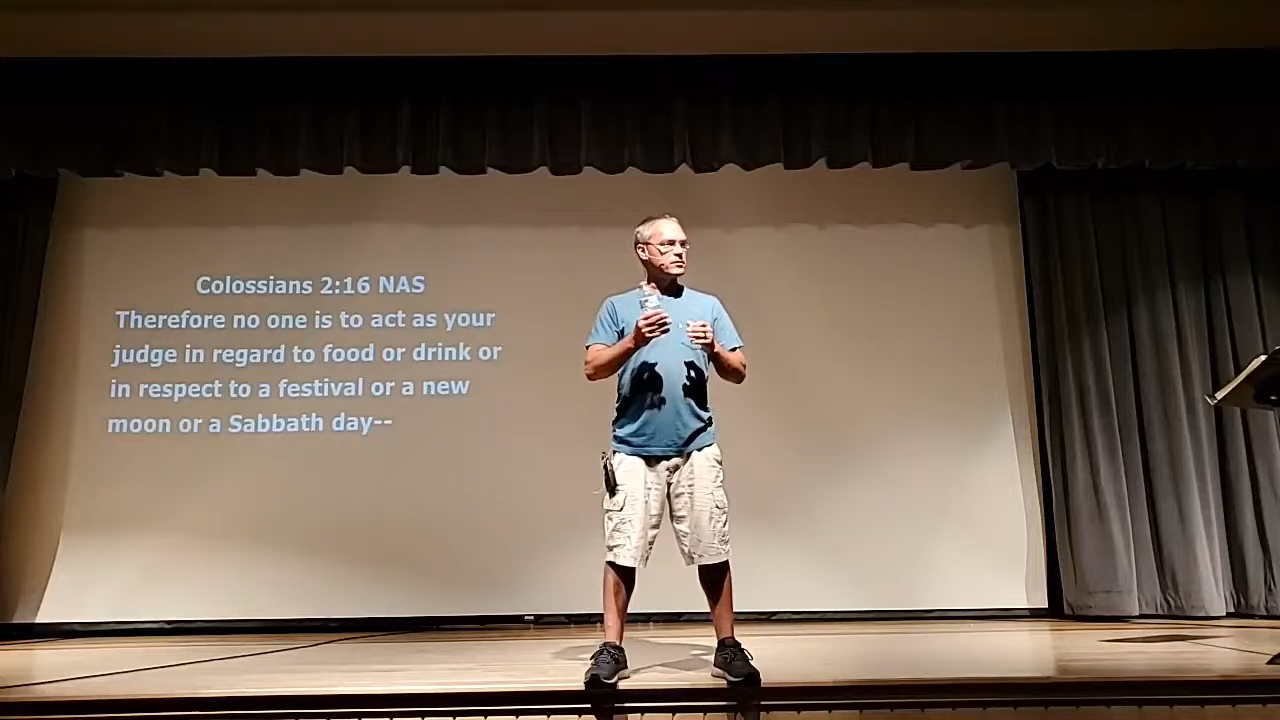 Colossians 2:16 NAS
Therefore no one is to act as your
judge in regard to food or drink or
in respect to a festival or a new
moon or a Sabbath day--